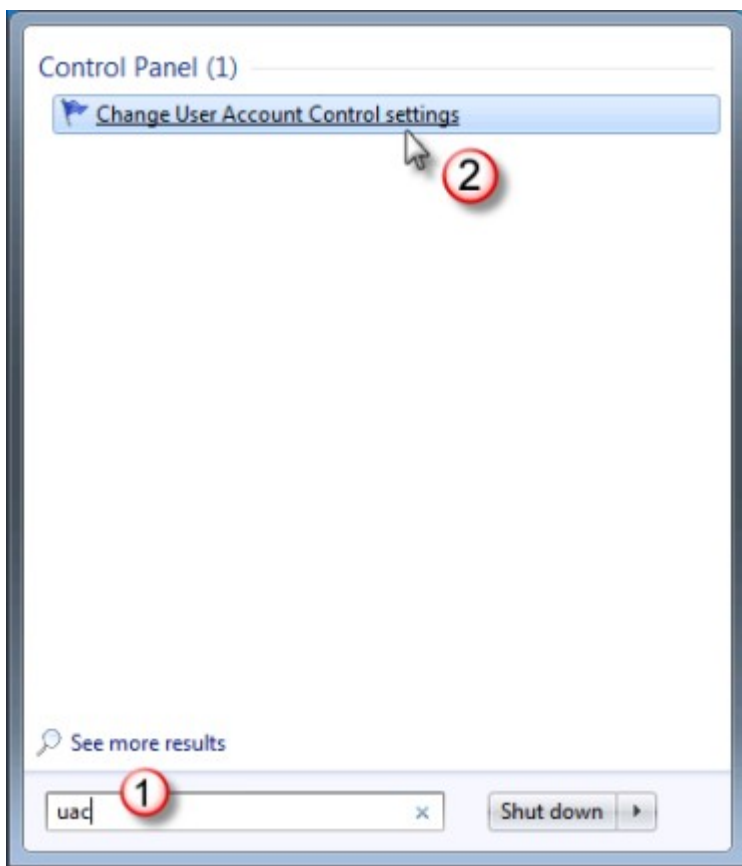 Control Panel (1)
Change User Account Control settings
2
See more results
uac
1
Shut down